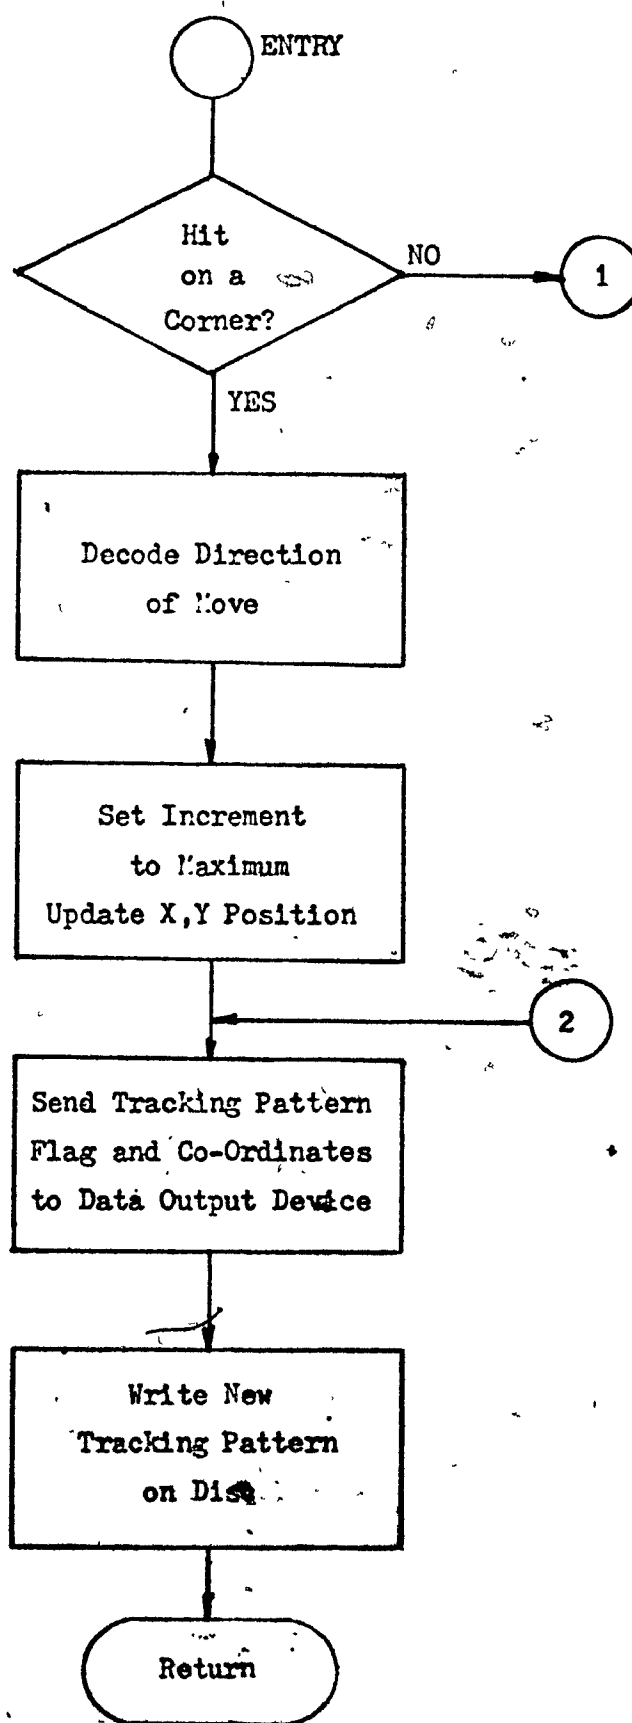 ENTRY
Hit
on a
Corner?
NO
1
YES
Decode Direction
of Move
Set Increment
to Maximum
Update X,Y Position
2
Send Tracking Pattern
Flag and Co-Ordinates
to Data Output Device
Write New
Tracking Pattern
on Disk
Return